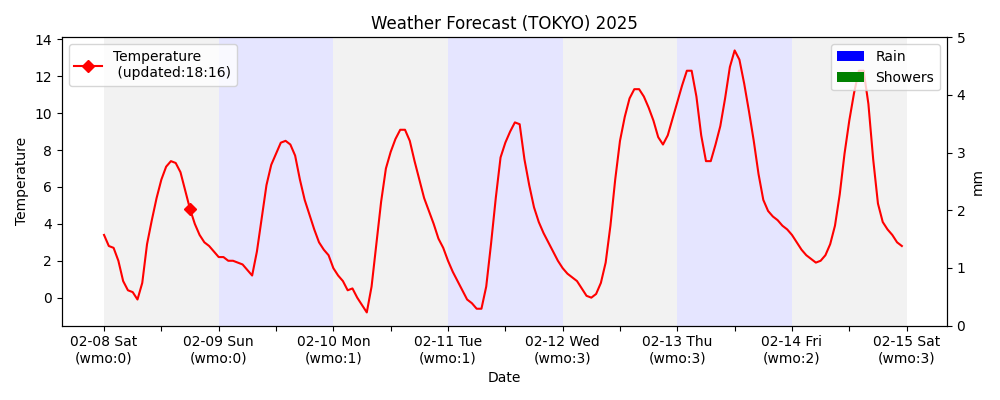 Weather Forecast (TOKYO) 2025
Temperature
(updated:18:16)
Rain
Showers
14
12
10
8
6
4
2
0
Temperature
5
4
3
2
1
0
mm
02-08 Sat
(wmo:0)
02-09 Sun
(wmo:0)
02-10 Mon
(wmo:1)
02-11 Tue
(wmo:1)
02-12 Wed
(wmo:3)
02-13 Thu
(wmo:3)
02-14 Fri
(wmo:2)
02-15 Sat
(wmo:3)
Date